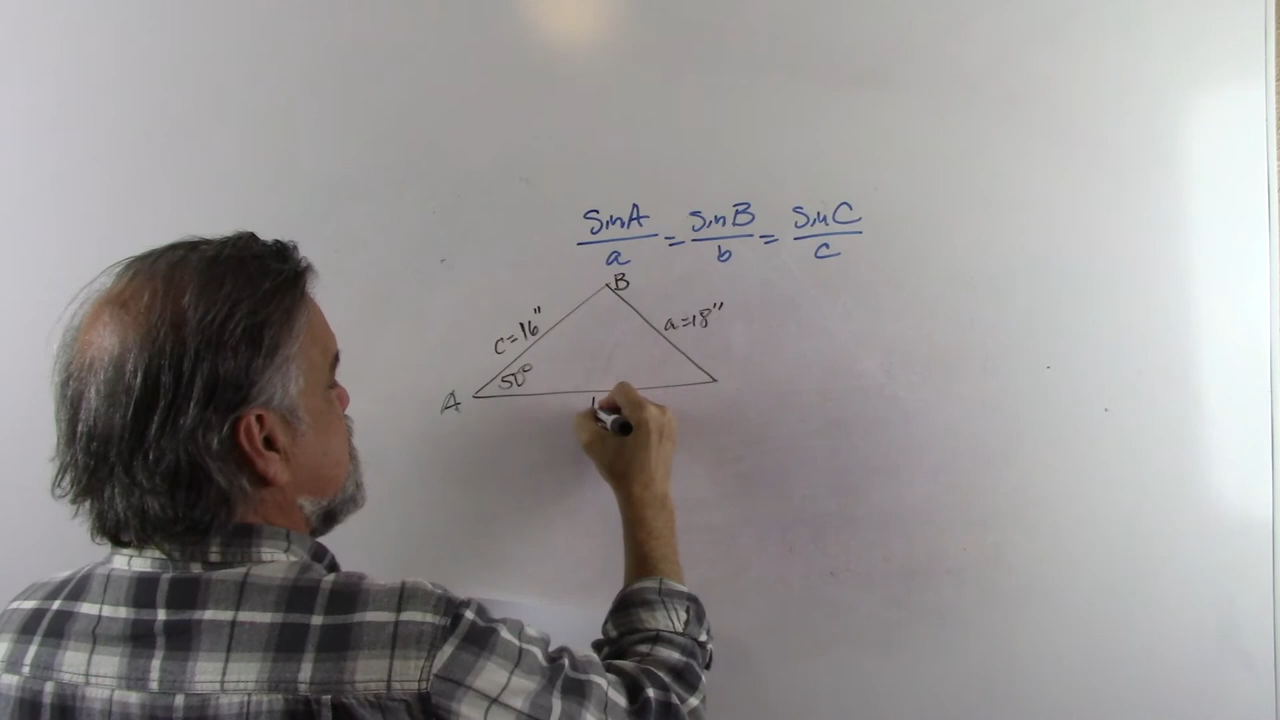 sinA/a = sinB/b = sinC/c
B
c=16" a=18"
50°
A